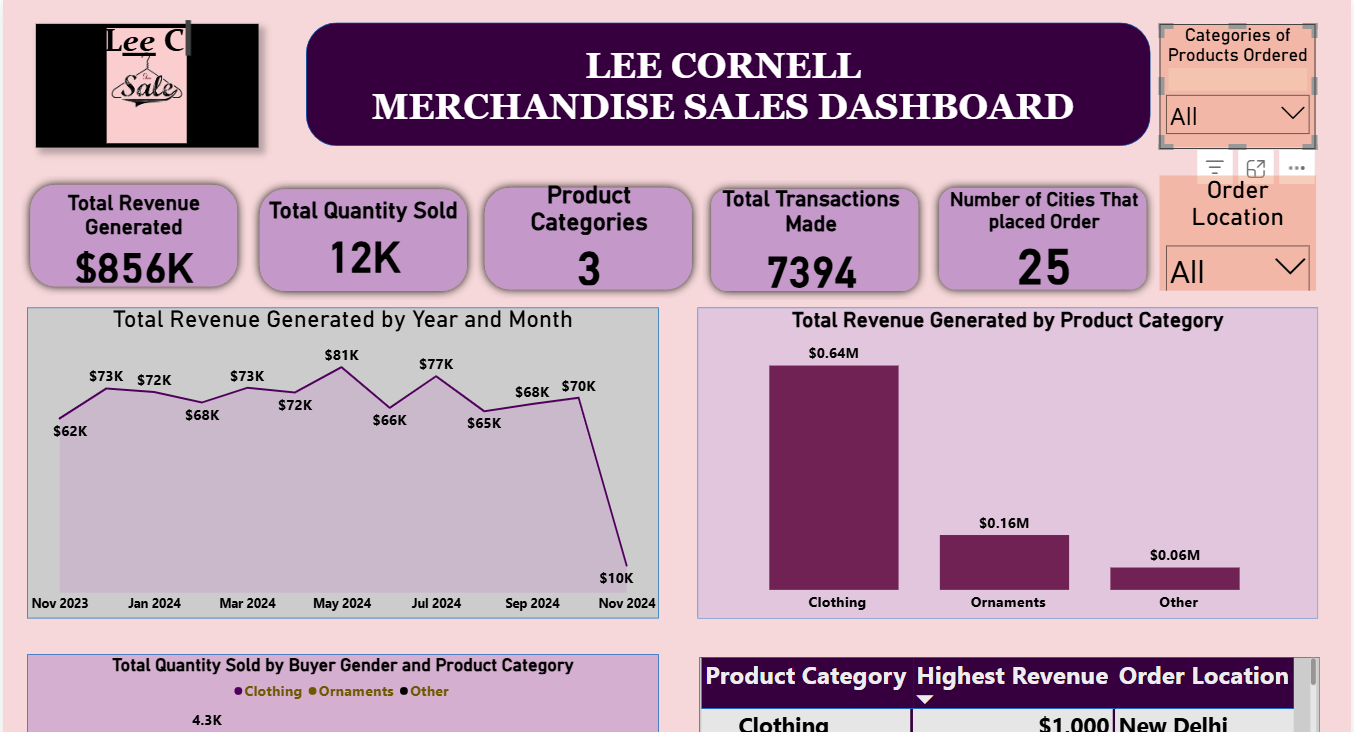 Lee C
The
Sale
LEE CORNELL
MERCHANDISE SALES DASHBOARD
Categories of
Products Ordered
All
Total Revenue
Generated
$856K
Total Quantity Sold
12K
Product
Categories
3
Total Transactions
Made
7394
Number of Cities That
placed Order
25
Order
Location
All
Total Revenue Generated by Year and Month
$62K
$73K
$72K
$68K
$73K
$72K
$81K
$66K
$77K
$65K
$68K
$70K
$10K
Nov 2023 Jan 2024 Mar 2024 May 2024 Jul 2024 Sep 2024 Nov 2024
Total Revenue Generated by Product Category
$0.64M
$0.16M
$0.06M
Clothing Ornaments Other
Total Quantity Sold by Buyer Gender and Product Category
Clothing Ornaments Other
4.3K
Product Category Highest Revenue Order Location
Clothing $1,000 New Delhi